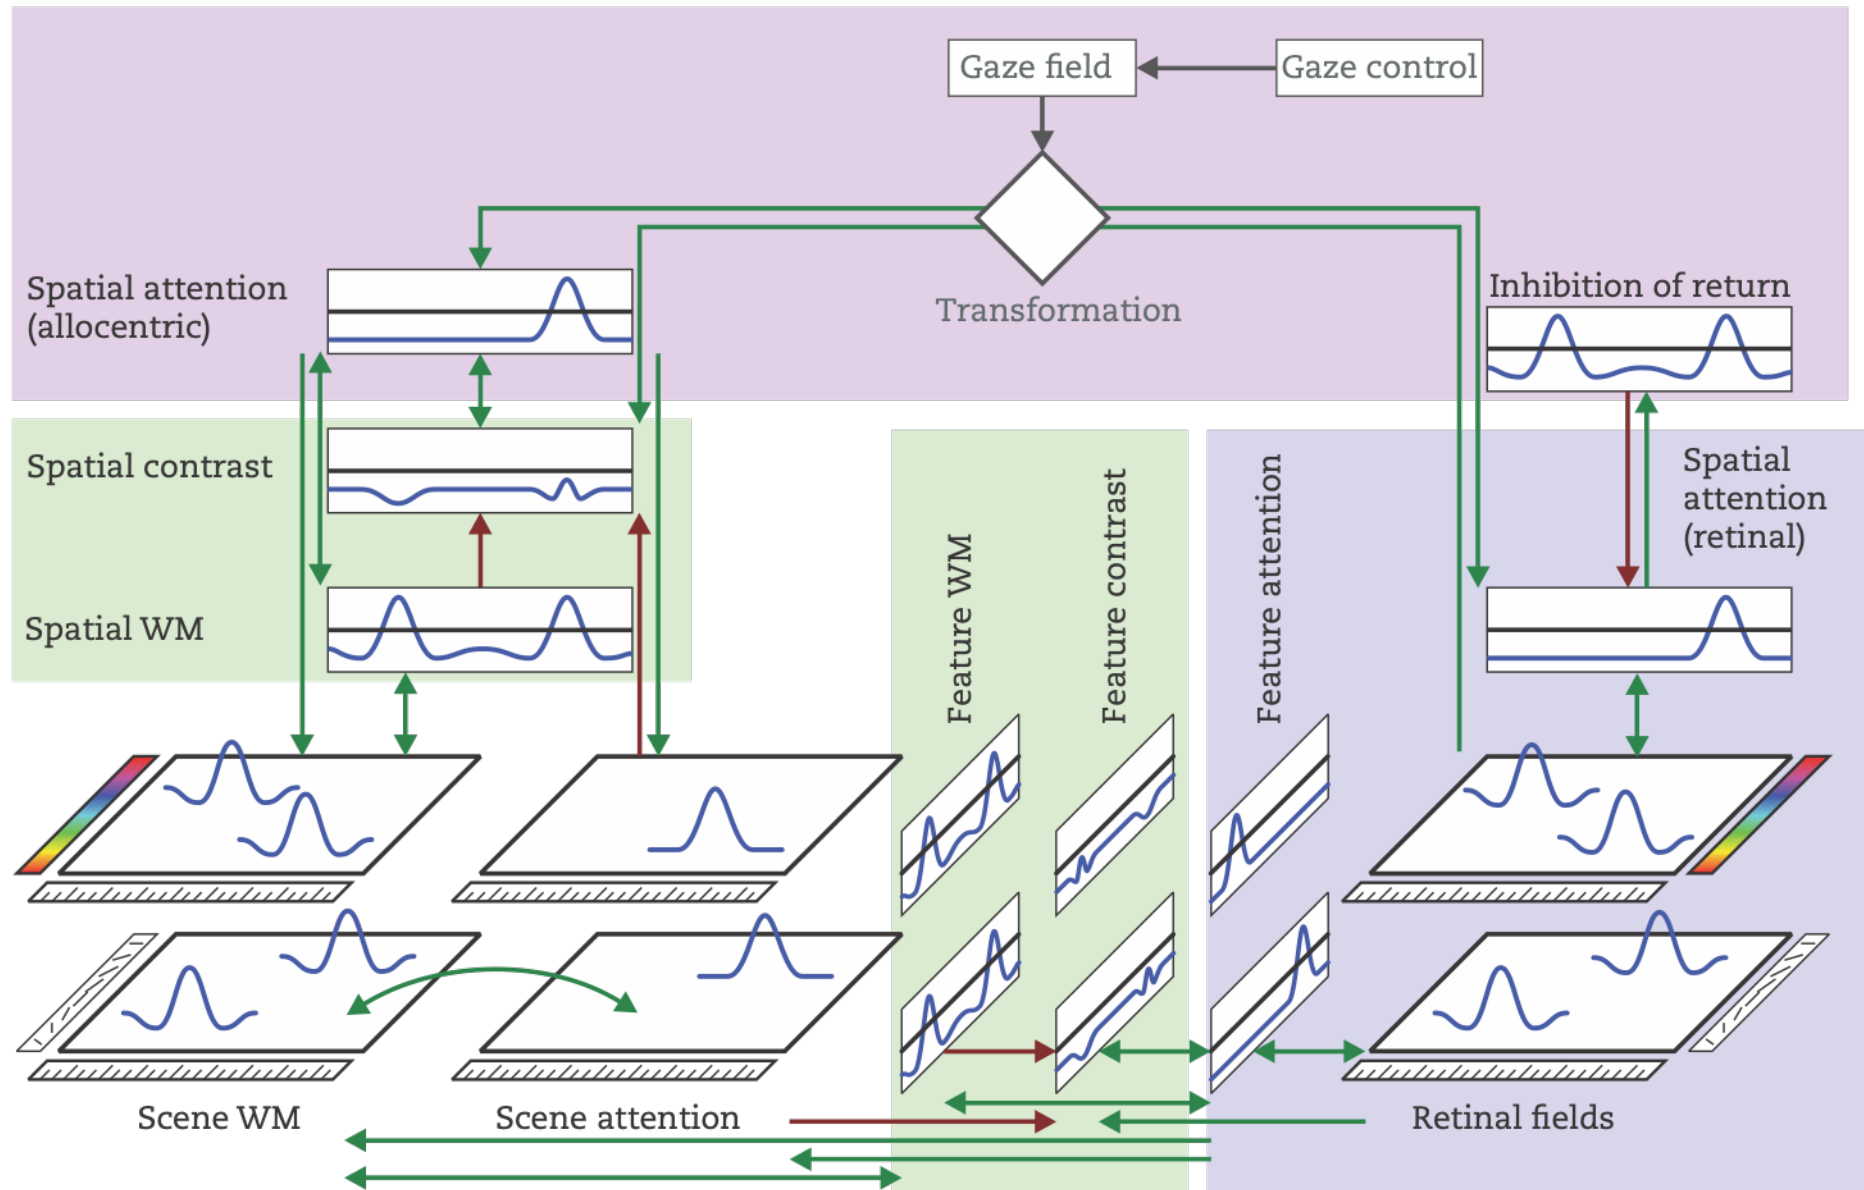 Gaze field
Gaze control
Transformation
Spatial attention
(allocentric)
Inhibition of return
Spatial contrast
Spatial
attention
(retinal)
Spatial WM
Feature WM
Feature contrast
Feature attention
Scene WM
Scene attention
Retinal fields